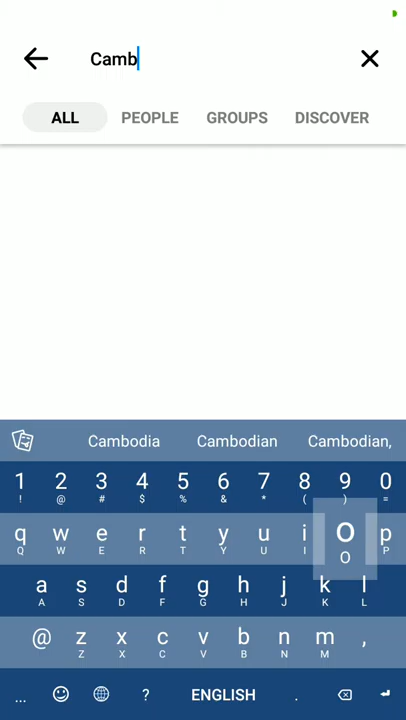 Camb
ALL PEOPLE GROUPS DISCOVER
Cambodia Cambodian Cambodian,
1 2 3 4 5 6 7 8 9 0
! @ # $ % & * ( ) =
q w e r t y u i o p
Q W E R T Y U I O P
a s d f g h j k l
A S D F G H J K L
@ z x c v b n m ,
Z X C V B N M
... ? ENGLISH .